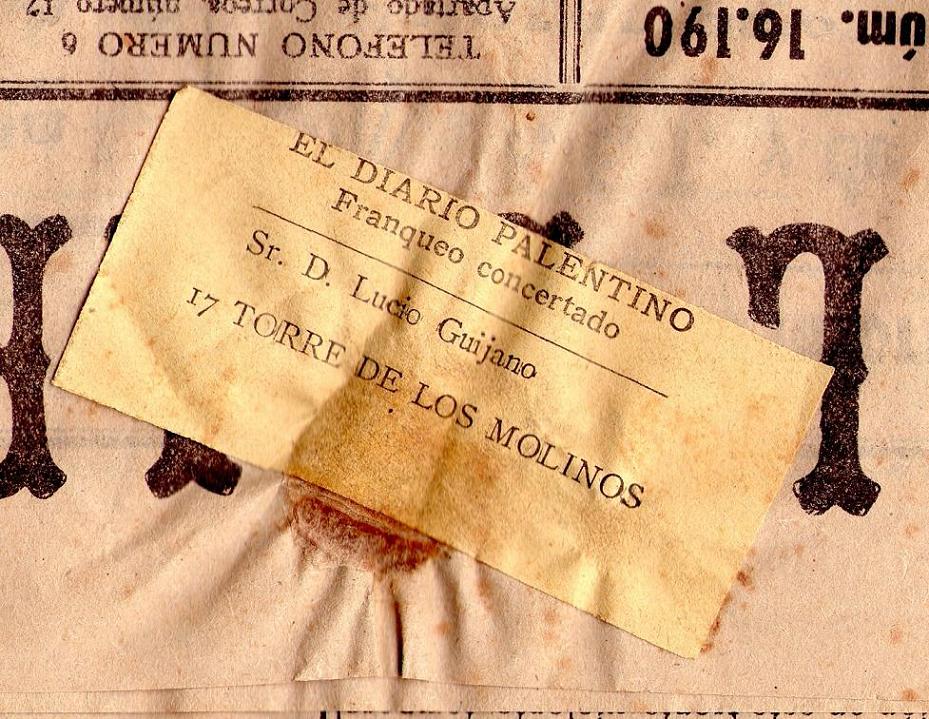 EL DIARIO PALENTINO
Franqueo concertado
Sr. D. Lucio Guijano
17 TORRE DE LOS MOLINOS
úm. 16.190
TELEFONO NUMERO 6
Apartado de Correos, número 17